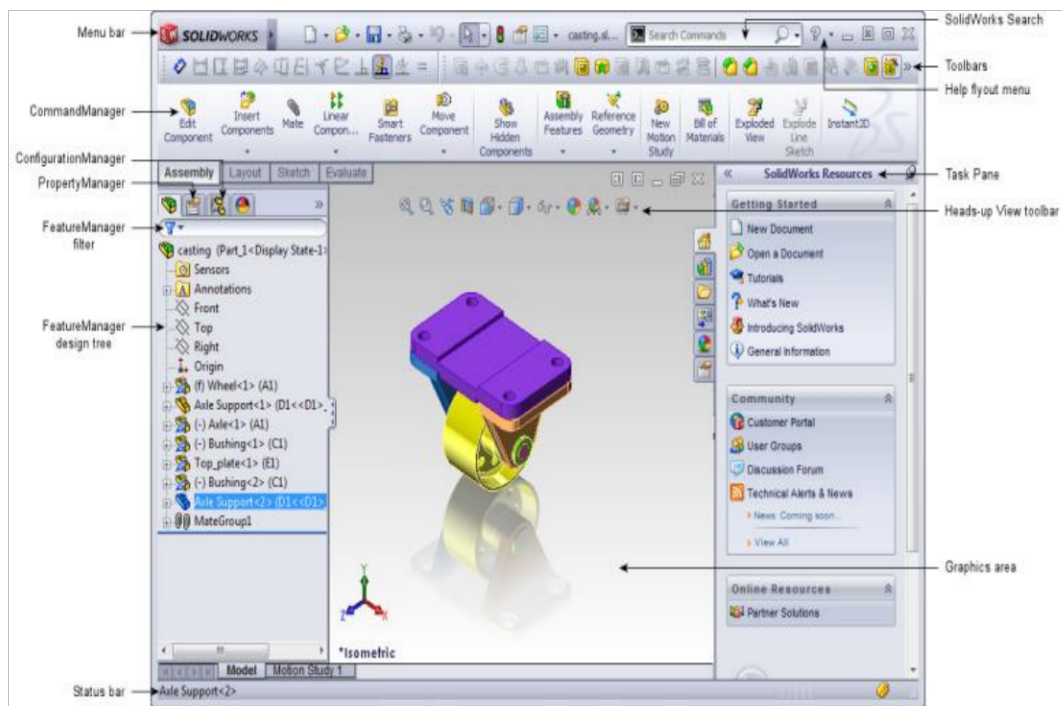 Menu bar
SOLIDWORKS
casting.sl...
Search Commands
SolidWorks Search
Toolbars
Help flyout menu
CommandManager
Edit Component
Insert Components
Mate
Linear Compon...
Smart Fasteners
Move Component
Show Hidden Components
Assembly Features
Reference Geometry
New Motion Study
Bill of Materials
Exploded View
Explode Line Sketch
Instant3D
ConfigurationManager
PropertyManager
Assembly Layout Sketch Evaluate
SolidWorks Resources
Task Pane
Heads-up View toolbar
FeatureManager filter
FeatureManager design tree
casting (Part_1<Display State-1>
Sensors
Annotations
Front
Top
Right
Origin
(f) Wheel<1> (A1)
Axle Support<1> (D1<<D1>_
(-) Axle<1> (A1)
(-) Bushing<1> (C1)
Top_plate<1> (E1)
(-) Bushing<2> (C1)
Axle Support<2> (D1<<D1>
MateGroup1
Getting Started
New Document
Open a Document
Tutorials
What's New
Introducing SolidWorks
General Information
Community
Customer Portal
User Groups
Discussion Forum
Technical Alerts & News
News: Coming soon...
View All
Online Resources
Partner Solutions
Graphics area
Y
Z
X
*Isometric
Model Motion Study 1
Status bar
Axle Support<2>